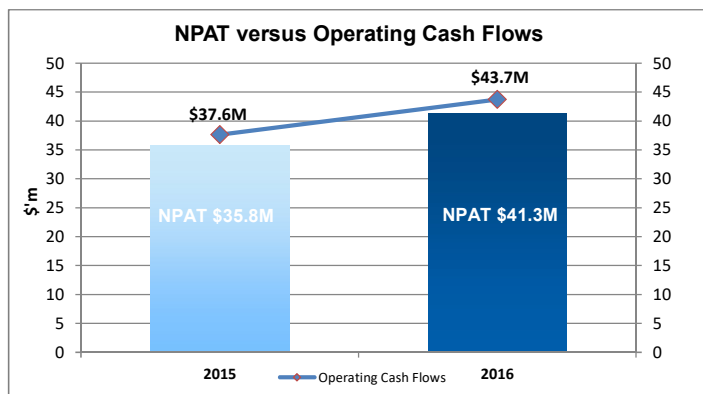 NPAT versus Operating Cash Flows
50 50
45 45
40 40
35 35
30 30
25 25
20 20
15 15
10 10
5 5
0 0
$'m
$37.6M
$43.7M
NPAT $35.8M
NPAT $41.3M
2015 2016
Operating Cash Flows